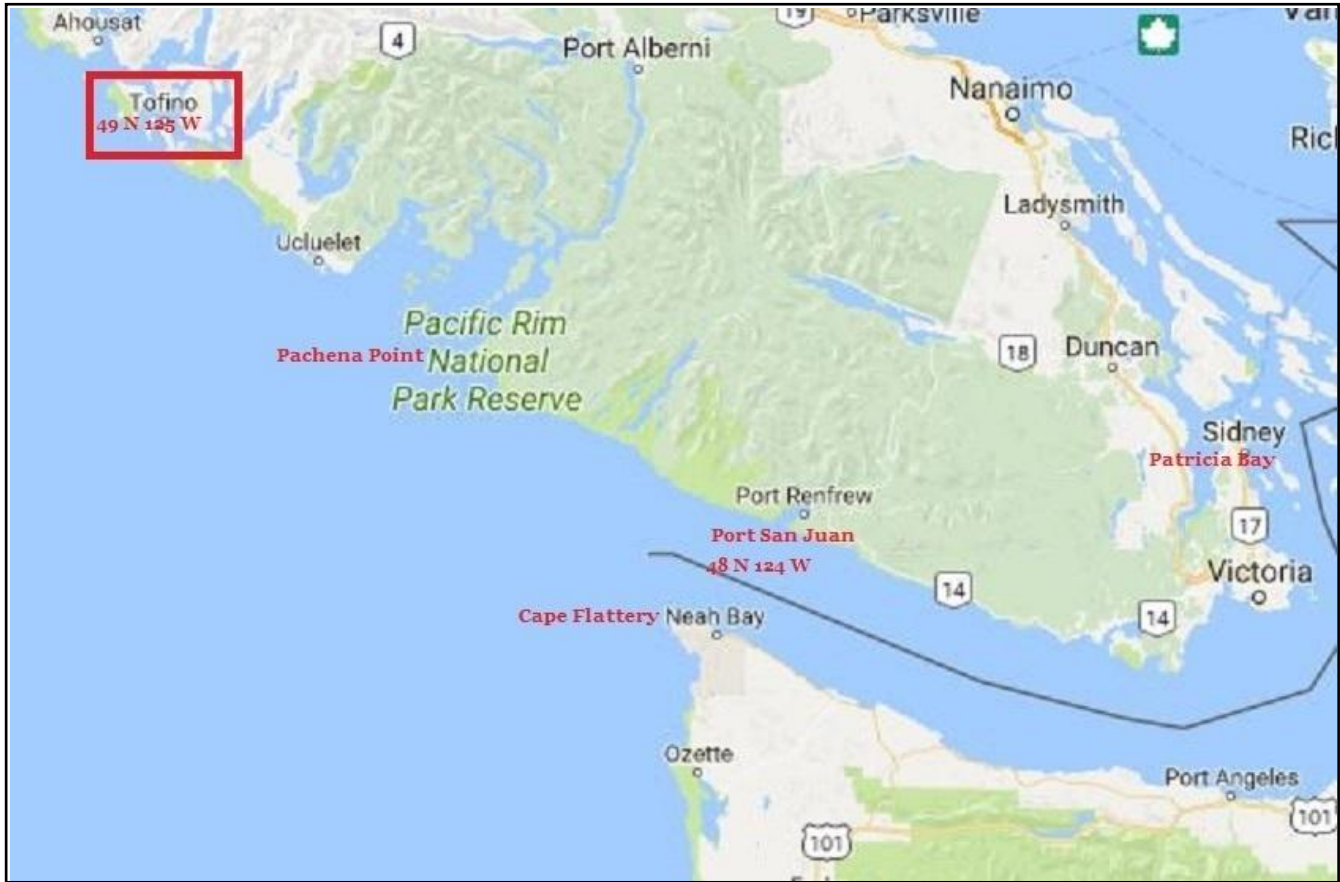 Ahousat
4
Port Alberni
19
Parksville
Nanaimo
Tofino
49 N 125 W
Ladysmith
Ucluelet
Pacific Rim
National
Park Reserve
Pachena Point
18
Duncan
Sidney
Patricia Bay
Port Renfrew
Port San Juan
48 N 124 W
17
14
Victoria
14
Cape Flattery
Neah Bay
Ozette
Port Angeles
101
101